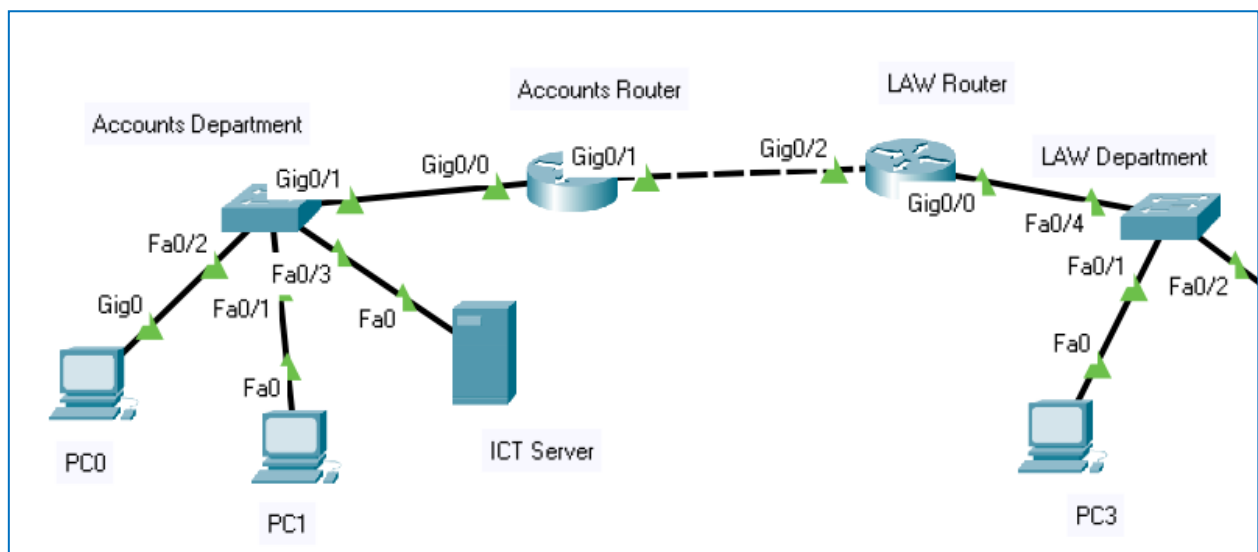 Accounts Department
Accounts Router
LAW Router
LAW Department
Gig0/1
Gig0/0
Gig0/1
Gig0/2
Gig0/0
Fa0/4
Fa0/2
Fa0/3
Fa0/1
Gig0
Fa0
Fa0
Fa0/1
Fa0/2
Fa0
PC0
PC1
ICT Server
PC3